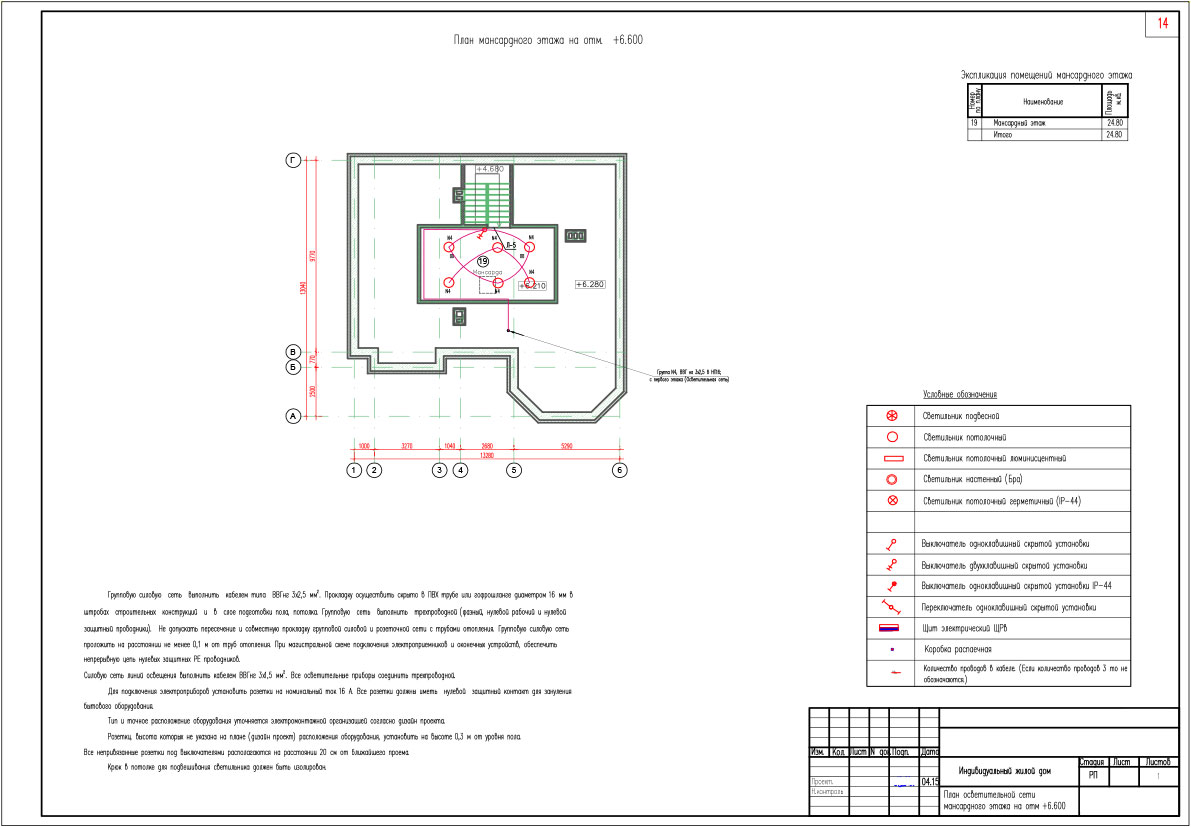 14
План мансардного этажа на отм. +6.600
Экспликация помещений мансардного этажа
Номер по плану
Наименование
Площадь м.кв.
19 Мансардный этаж 24.80
Итого 24.80
Г
В
Б
А
9770
13040
770
2500
+4.680
N4
N4
N4
Л-5
19
Мансарда
N4
N4
N4
+6.280
Группа N4, ВВГ нг 3х2,5 В НПВ;
с первого этажа (Осветительная сеть)
1000 3270 1040 2680 5290
13280
1 2 3 4 5 6
Условные обозначения
Светильник подвесной
Светильник потолочный
Светильник потолочный люминсцентный
Светильник настенный (Бра)
Светильник потолочный герметичный (IP-44)
Выключатель одноклавишный скрытой установки
Выключатель двухклавишный скрытой установки
Выключатель одноклавишный скрытой установки IP-44
Переключатель одноклавишный скрытой установки
Щит электрический ЩРв
Коробка распаечная
Количество проводов в кабеле. (Если количество проводов 3 то не
обозначаются.)
Групповую силовую сеть выполнить кабелем типа ВВГнг 3х2,5 мм². Прокладку осуществить скрыто в ПВХ трубе или гофрошланге диаметром 16 мм в
штробах строительных конструкций и в слое подготовки пола, потолка. Групповую сеть выполнить трехпроводной (фазный, нулевой рабочий и нулевой
защитный проводники). Не допускать пересечение и совместную прокладку групповой силовой и розеточной сети с трубами отопления. Групповую силовую сеть
проложить на расстоянии не менее 0,1 м от труб отопления. При магистральной схеме подключения электроприемников и оконечных устройств, обеспечить
непрерывную цепь нулевых защитных РЕ проводников.
Силовую сеть линий освещения выполнить кабелем ВВГнг 3х1,5 мм². Все осветительные приборы соединить трехпроводной.
Для подключения электроприборов установить розетки на номинальный ток 16 А. Все розетки должны иметь нулевой защитный контакт для зануления
бытового оборудования.
Тип и точное расположение оборудования уточняется электромонтажной организацией согласно дизайн проекта.
Розетки, высота которых не указана на плане (дизайн проект) расположения оборудования, установить на высоте 0,3 м от уровня пола.
Все непривязанные розетки под выключателями располагаются на расстоянии 20 см от ближайшего проема.
Крюк в потолке для подвешивания светильника должен быть изолирован.
Изм. Кол. Лист N док Подп. Дата
Проект. 04.15
Н.контроль
Индивидуальный жилой дом
Стадия Лист Листов
РП 1
План осветительной сети
мансардного этажа на отм +6.600